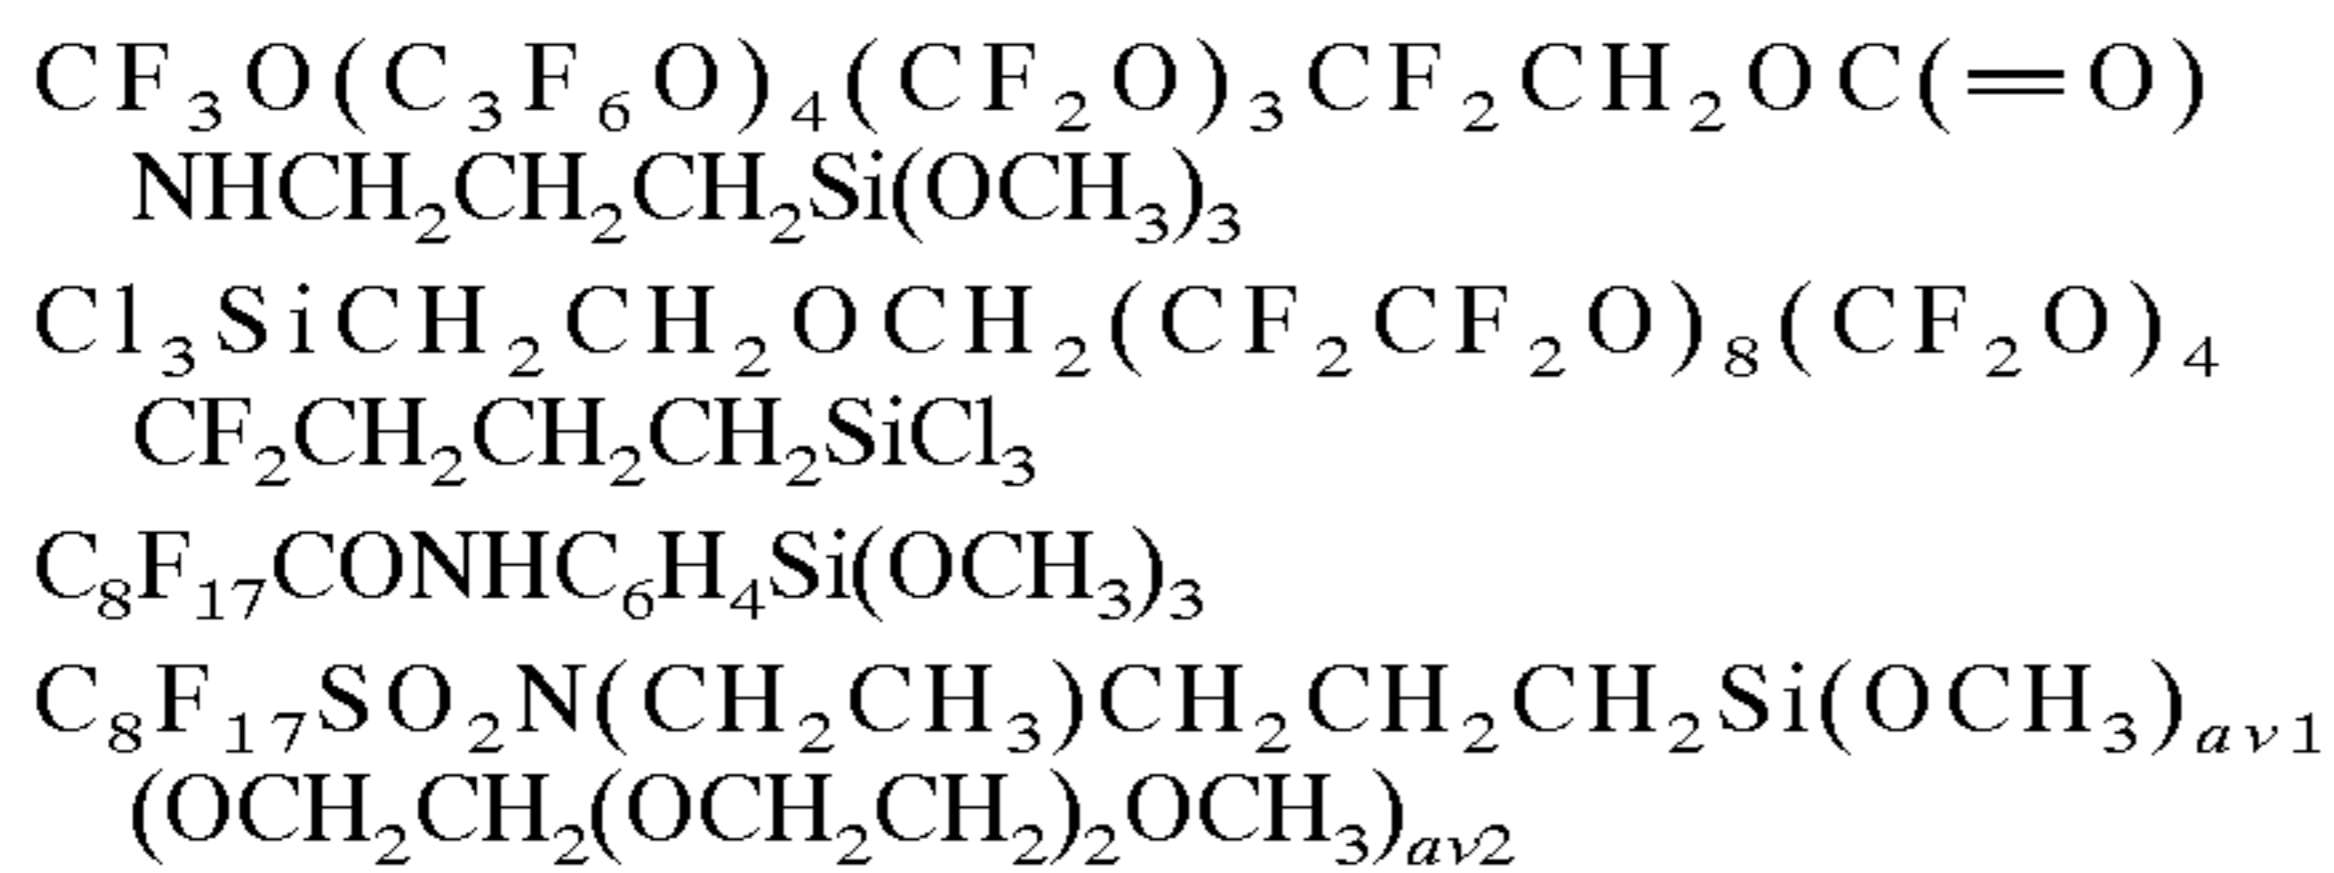 CF₃O(C₃F₆O)₄(CF₂O)₃CF₂CH₂OC(=O)
NHCH₂CH₂CH₂Si(OCH₃)₃
Cl₃SiCH₂CH₂OCH₂(CF₂CF₂O)₈(CF₂O)₄
CF₂CH₂CH₂CH₂SiCl₃
C₈F₁₇CONHC₆H₄Si(OCH₃)₃
C₈F₁₇SO₂N(CH₂CH₃)CH₂CH₂CH₂Si(OCH₃)ₐᵥ₁
(OCH₂CH₂(OCH₂CH₂)₂OCH₃)ₐᵥ₂